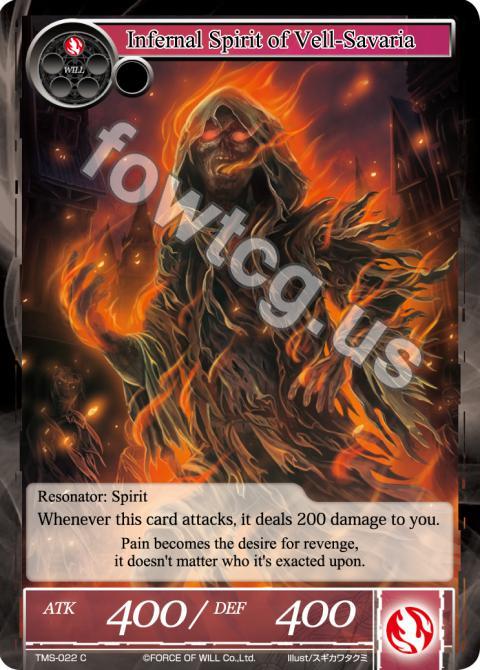 Infernal Spirit of Vell-Savaria
WILL
fowtcg.us
Resonator: Spirit
Whenever this card attacks, it deals 200 damage to you.
Pain becomes the desire for revenge,
it doesn't matter who it's exacted upon.
ATK 400 / DEF 400
TMS-022 C ©FORCE OF WILL Co.,Ltd. Illust/スギカワタクミ